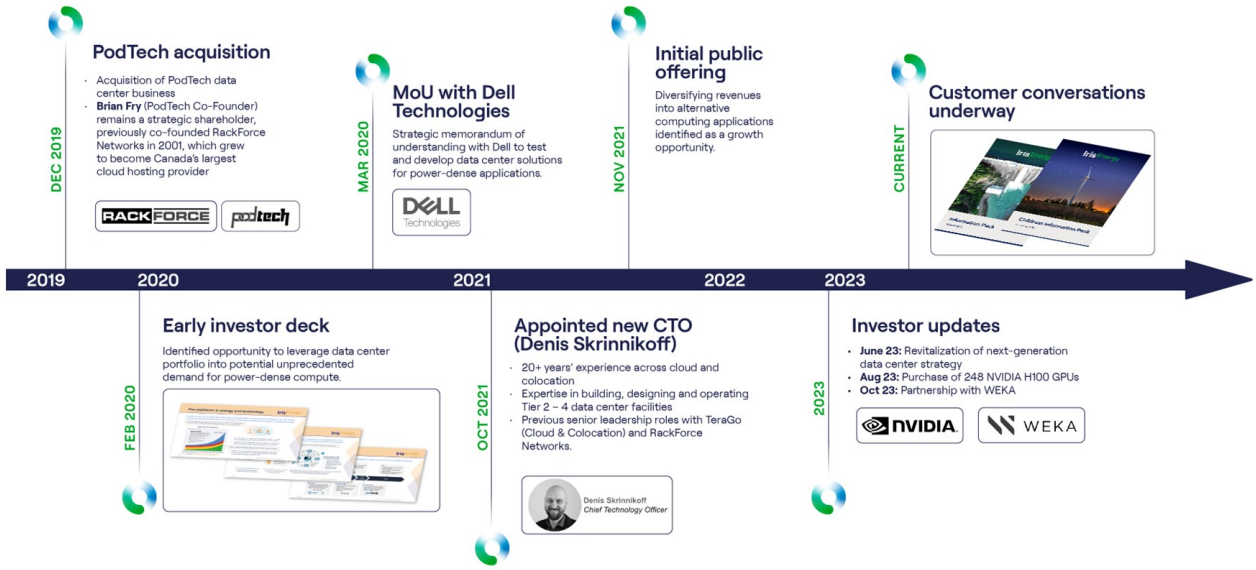 PodTech acquisition
· Acquisition of PodTech data
center business
· Brian Fry (PodTech Co-Founder)
remains a strategic shareholder,
previously co-founded RackForce
Networks in 2001, which grew
to become Canada's largest
cloud hosting provider
DEC 2019
RACKFORCE
podtech
MoU with Dell
Technologies
Strategic memorandum of
understanding with Dell to test
and develop data center solutions
for power-dense applications.
MAR 2020
DELL
Technologies
Initial public
offering
Diversifying revenues
into alternative
computing applications
identified as a growth
opportunity.
NOV 2021
Customer conversations
underway
CURRENT
IrisEnergy
Information Pack
IrisEnergy
Childress Information Pack
2019
2020
2021
2022
2023
Early investor deck
Identified opportunity to leverage data center
portfolio into potential unprecedented
demand for power-dense compute.
FEB 2020
Appointed new CTO
(Denis Skrinnikoff)
· 20+ years' experience across cloud and
colocation
· Expertise in building, designing and operating
Tier 2 – 4 data center facilities
· Previous senior leadership roles with TeraGo
(Cloud & Colocation) and RackForce
Networks.
OCT 2021
Denis Skrinnikoff
Chief Technology Officer
Investor updates
• June 23: Revitalization of next-generation
data center strategy
• Aug 23: Purchase of 248 NVIDIA H100 GPUs
• Oct 23: Partnership with WEKA
2023
NVIDIA.
WEKA